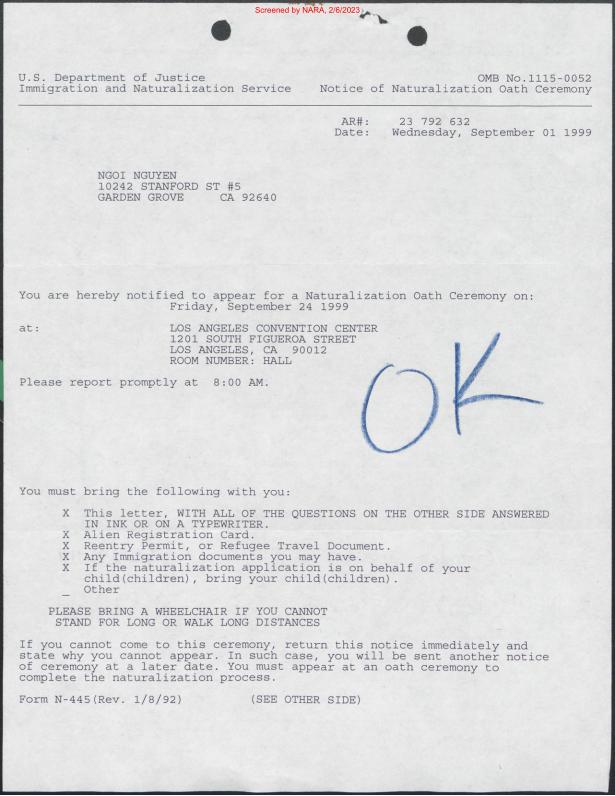 Screened by NARA, 2/6/2023
U.S. Department of Justice OMB No.1115-0052
Immigration and Naturalization Service Notice of Naturalization Oath Ceremony
AR#: 23 792 632
Date: Wednesday, September 01 1999
NGOI NGUYEN
10242 STANFORD ST #5
GARDEN GROVE CA 92640
You are hereby notified to appear for a Naturalization Oath Ceremony on:
Friday, September 24 1999
at: LOS ANGELES CONVENTION CENTER
1201 SOUTH FIGUEROA STREET
LOS ANGELES, CA 90012
ROOM NUMBER: HALL
Please report promptly at 8:00 AM.
OK
You must bring the following with you:
X This letter, WITH ALL OF THE QUESTIONS ON THE OTHER SIDE ANSWERED
IN INK OR ON A TYPEWRITER.
X Alien Registration Card.
X Reentry Permit, or Refugee Travel Document.
X Any Immigration documents you may have.
X If the naturalization application is on behalf of your
child(children), bring your child(children).
_ Other
PLEASE BRING A WHEELCHAIR IF YOU CANNOT
STAND FOR LONG OR WALK LONG DISTANCES
If you cannot come to this ceremony, return this notice immediately and
state why you cannot appear. In such case, you will be sent another notice
of ceremony at a later date. You must appear at an oath ceremony to
complete the naturalization process.
Form N-445(Rev. 1/8/92) (SEE OTHER SIDE)